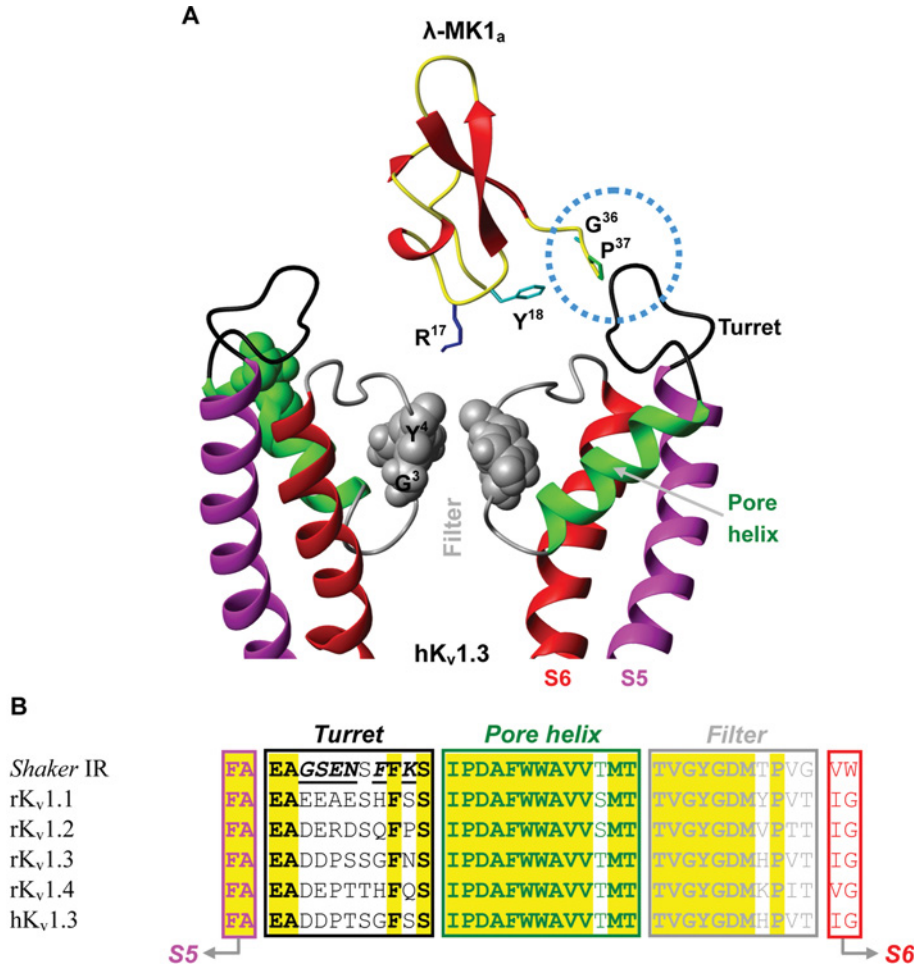 A
λ-MK1a
G36
P37
Turret
R17
Y18
Y4
G3
Filter
Pore
helix
hKv1.3
S6 S5
B
Turret Pore helix Filter
Shaker IR FA EAGSENSFFKS IPDAFWWAVVTMT TVGYGDMTPVG VW
rKv1.1 FA EAEEAESHFSS IPDAFWWAVVSMT TVGYGDMYPVT IG
rKv1.2 FA EADERDSQFPS IPDAFWWAVVSMT TVGYGDMVPTT IG
rKv1.3 FA EADDPSSGFNS IPDAFWWAVVTMT TVGYGDMHPVT IG
rKv1.4 FA EADEPTTHFQS IPDAFWWAVVTMT TVGYGDMKPIT VG
hKv1.3 FA EADDPTSGFSS IPDAFWWAVVTMT TVGYGDMHPVT IG
S5 S6